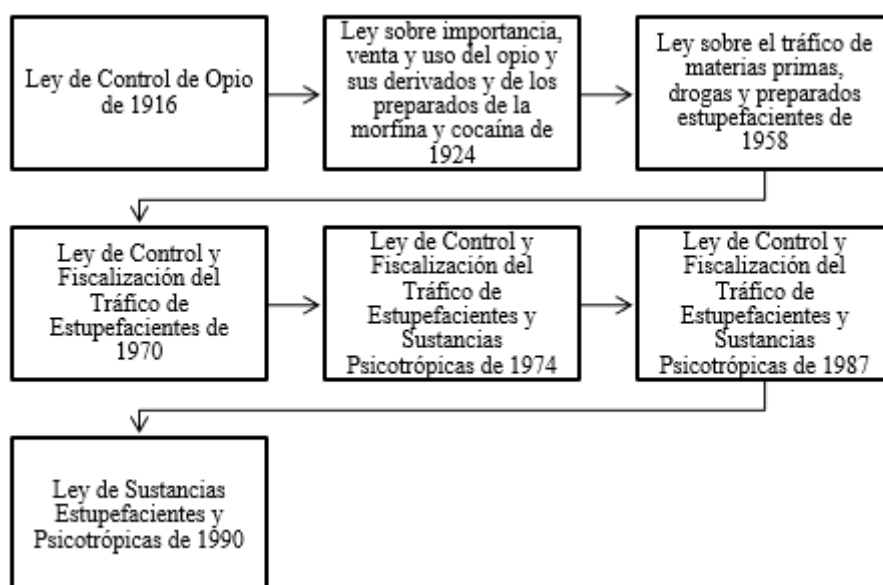 Ley de Control de Opio
de 1916
Ley sobre importancia,
venta y uso del opio y
sus derivados y de los
preparados de la
morfína y cocaína de
1924
Ley sobre el tráfico de
materias primas,
drogas y preparados
estupefacientes de
1958
Ley de Control y
Fiscalización del
Tráfico de
Estupefacientes de
1970
Ley de Control y
Fiscalización del
Tráfico de
Estupefacientes y
Sustancias
Psicotrópicas de 1974
Ley de Control y
Fiscalización del
Tráfico de
Estupefacientes y
Sustancias
Psicotrópicas de 1987
Ley de Sustancias
Estupefacientes y
Psicotrópicas de 1990